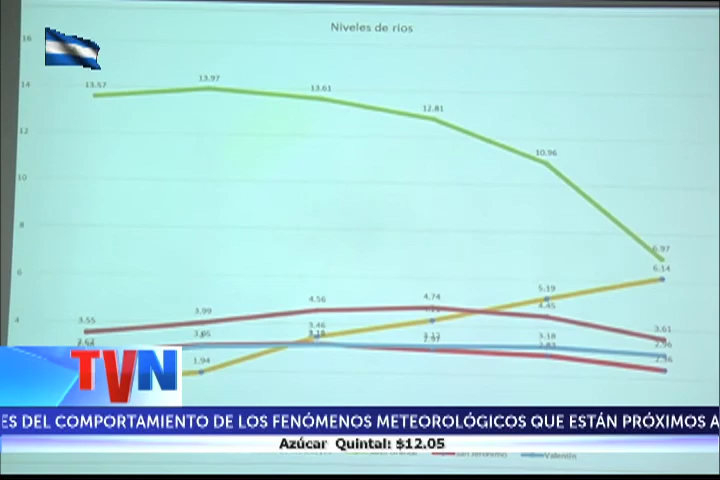 Niveles de rios
16
14
12
10
8
6
4
13.57 13.97 13.61 12.81 10.96 6.97
5.19 6.14
3.55 3.99 4.56 4.74 4.45 3.61
1.94 3.46 3.18
TVN
ES DEL COMPORTAMIENTO DE LOS FENÓMENOS METEOROLÓGICOS QUE ESTÁN PRÓXIMOS A
Azúcar Quintal: $12.05
Valentín